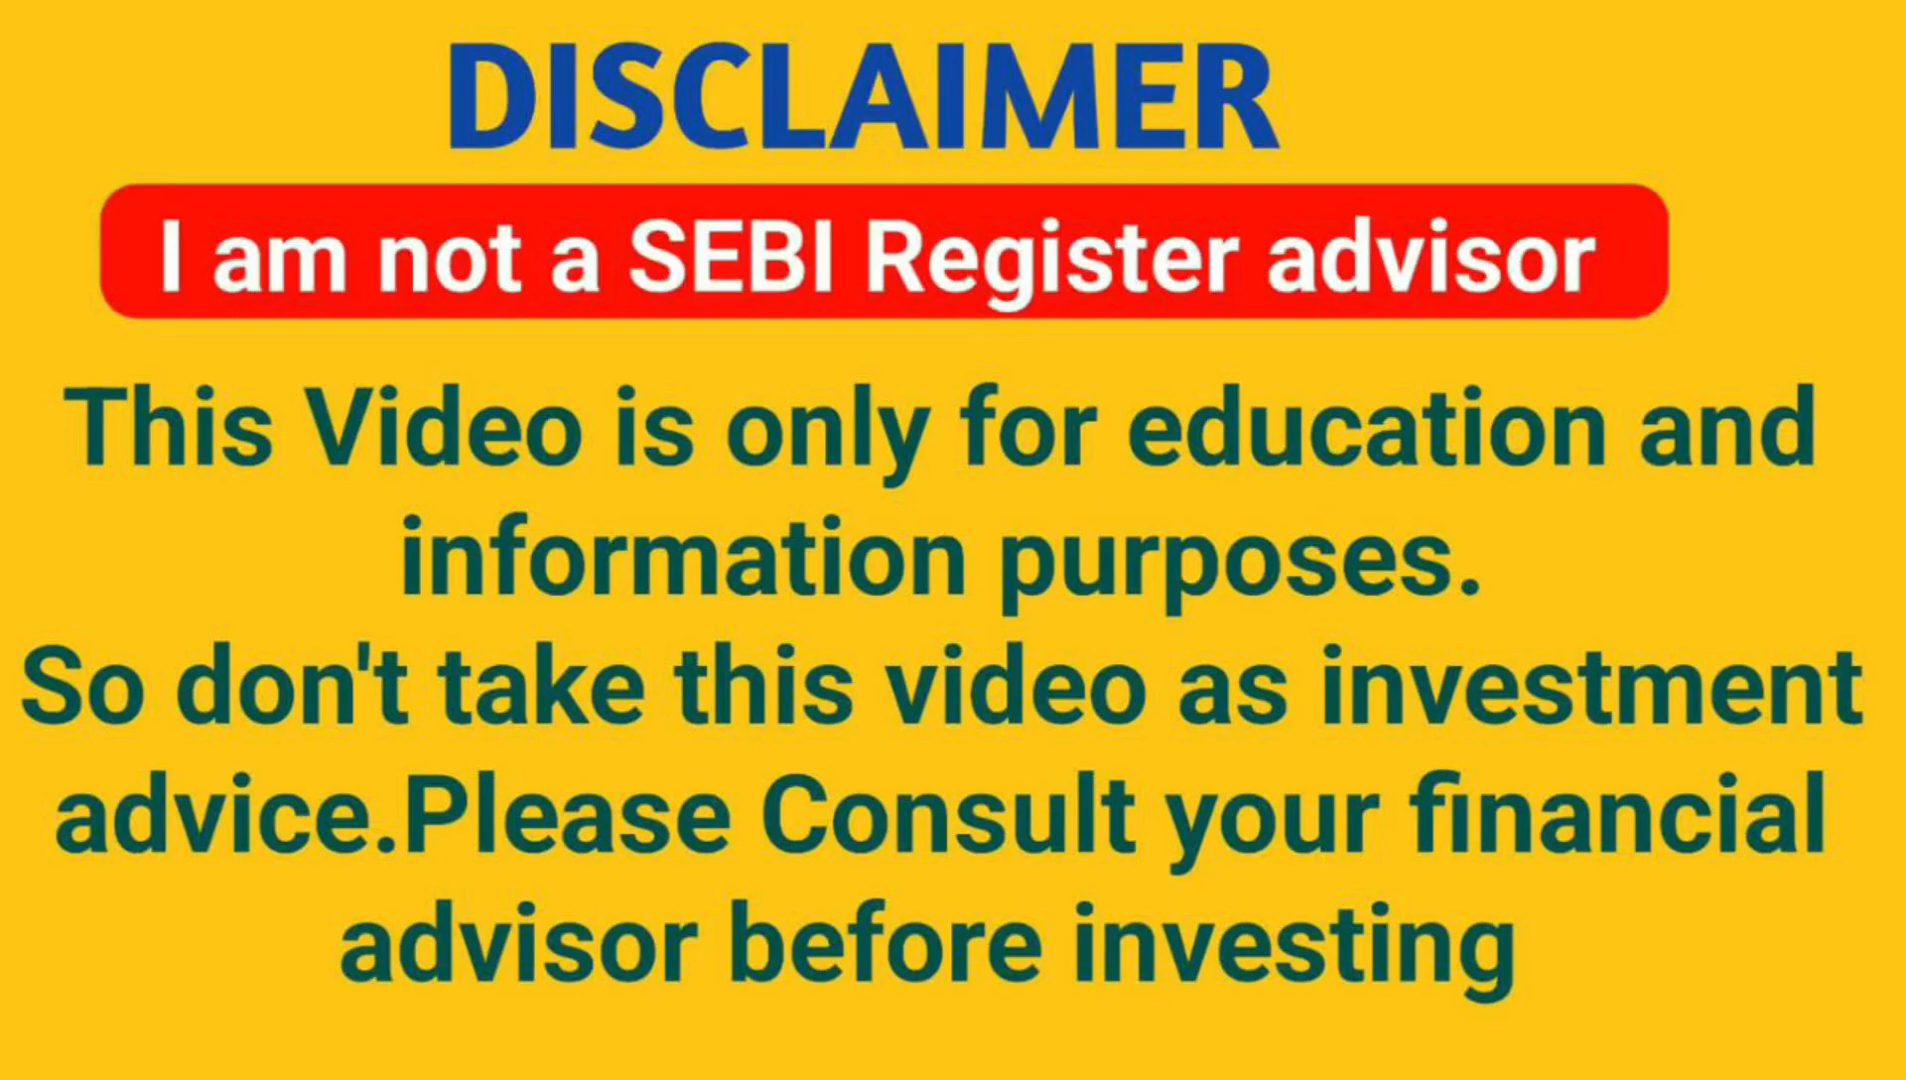 DISCLAIMER
I am not a SEBI Register advisor
This Video is only for education and
information purposes.
So don't take this video as investment
advice.Please Consult your financial
advisor before investing